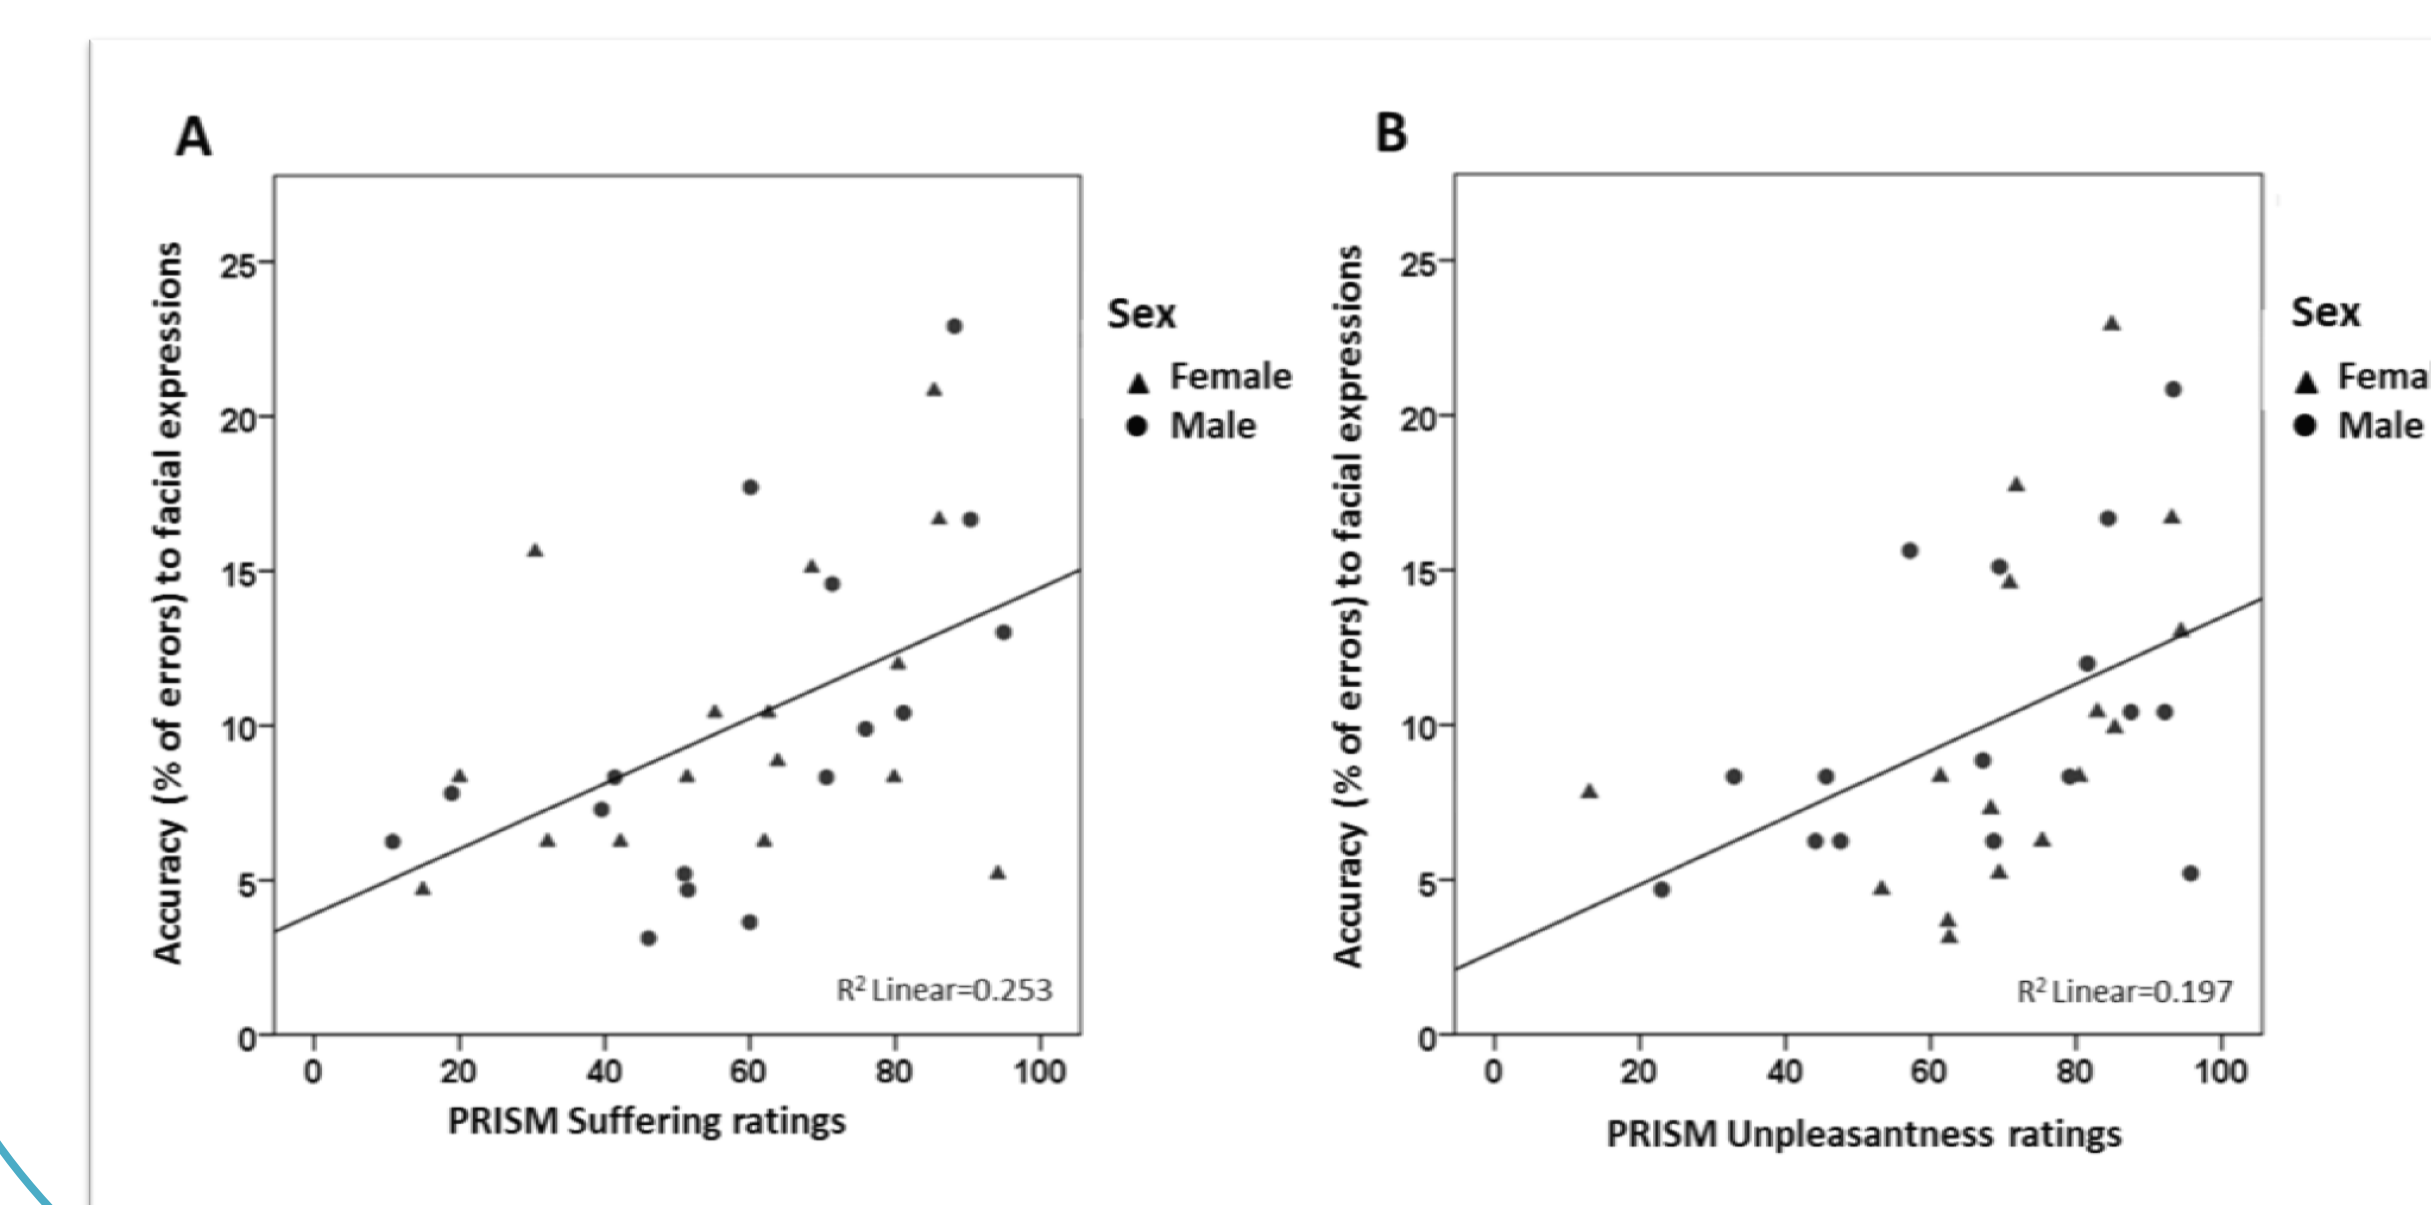 A
Accuracy (% of errors) to facial expressions
25
20
15
10
5
0
0 20 40 60 80 100
PRISM Suffering ratings
R² Linear=0.253
Sex
Female
Male
B
Accuracy (% of errors) to facial expressions
25
20
15
10
5
0
0 20 40 60 80 100
PRISM Unpleasantness ratings
R² Linear=0.197
Sex
Femal
Male